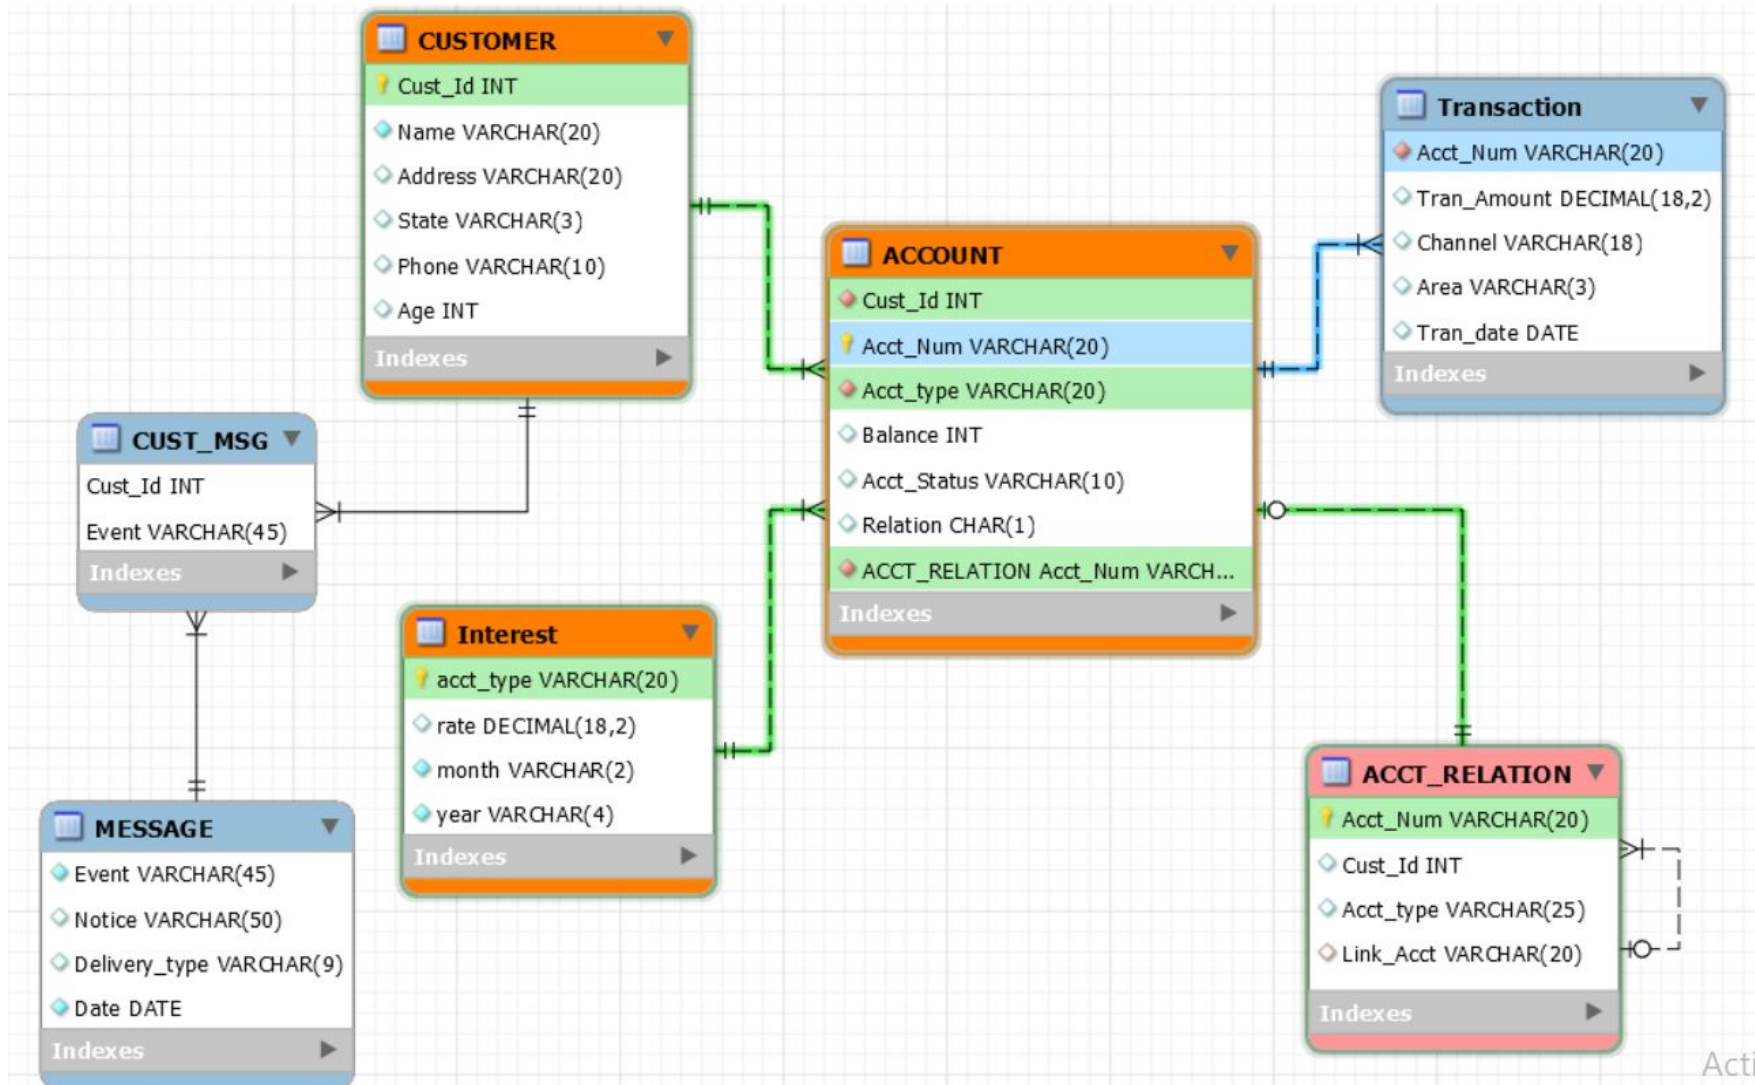 CUSTOMER
Cust_Id INT
Name VARCHAR(20)
Address VARCHAR(20)
State VARCHAR(3)
Phone VARCHAR(10)
Age INT
Indexes
Transaction
Acct_Num VARCHAR(20)
Tran_Amount DECIMAL(18,2)
Channel VARCHAR(18)
Area VARCHAR(3)
Tran_date DATE
Indexes
ACCOUNT
Cust_Id INT
Acct_Num VARCHAR(20)
Acct_type VARCHAR(20)
Balance INT
Acct_Status VARCHAR(10)
Relation CHAR(1)
ACCT_RELATION Acct_Num VARCH...
Indexes
CUST_MSG
Cust_Id INT
Event VARCHAR(45)
Indexes
Interest
acct_type VARCHAR(20)
rate DECIMAL(18,2)
month VARCHAR(2)
year VARCHAR(4)
Indexes
MESSAGE
Event VARCHAR(45)
Notice VARCHAR(50)
Delivery_type VARCHAR(9)
Date DATE
Indexes
ACCT_RELATION
Acct_Num VARCHAR(20)
Cust_Id INT
Acct_type VARCHAR(25)
Link_Acct VARCHAR(20)
Indexes
Acti